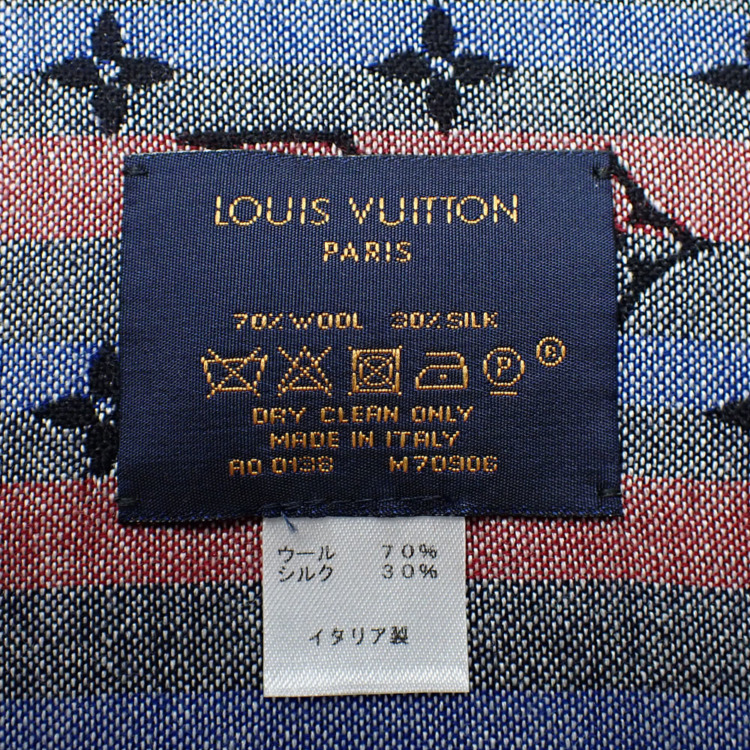 LOUIS VUITTON
PARIS
70% WOOL 30% SILK
P ®
DRY CLEAN ONLY
MADE IN ITALY
AO 0138 M70906
ウール 70%
シルク 30%
イタリア製